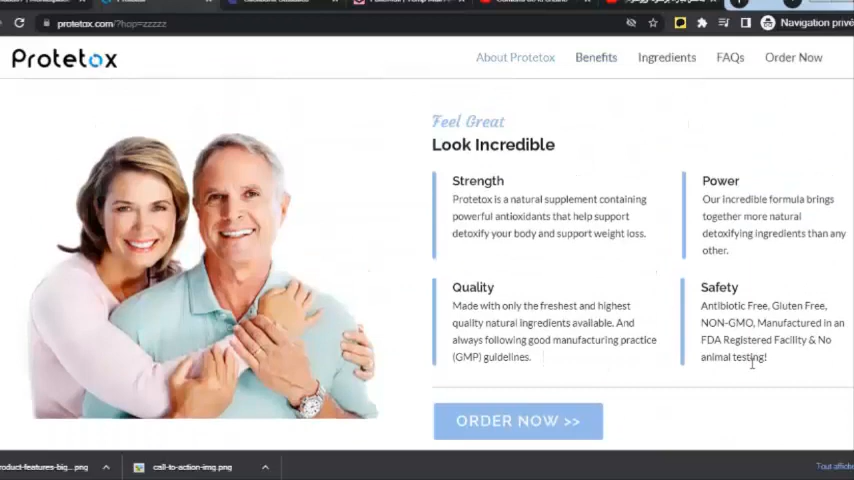 protetox.com/?hop=zzzzz
Navigation privé
Protetox
About Protetox
Benefits
Ingredients
FAQs
Order Now
Feel Great
Look Incredible
Strength
Protetox is a natural supplement containing
powerful antioxidants that help support
detoxify your body and support weight loss.
Power
Our incredible formula brings
together more natural
detoxifying ingredients than any
other.
Quality
Made with only the freshest and highest
quality natural ingredients available. And
always following good manufacturing practice
(GMP) guidelines.
Safety
Antibiotic Free, Gluten Free,
NON-GMO, Manufactured in an
FDA Registered Facility & No
animal testing!
ORDER NOW >>
roduct-features-big....png
call-to-action-img.png
Tout affiche